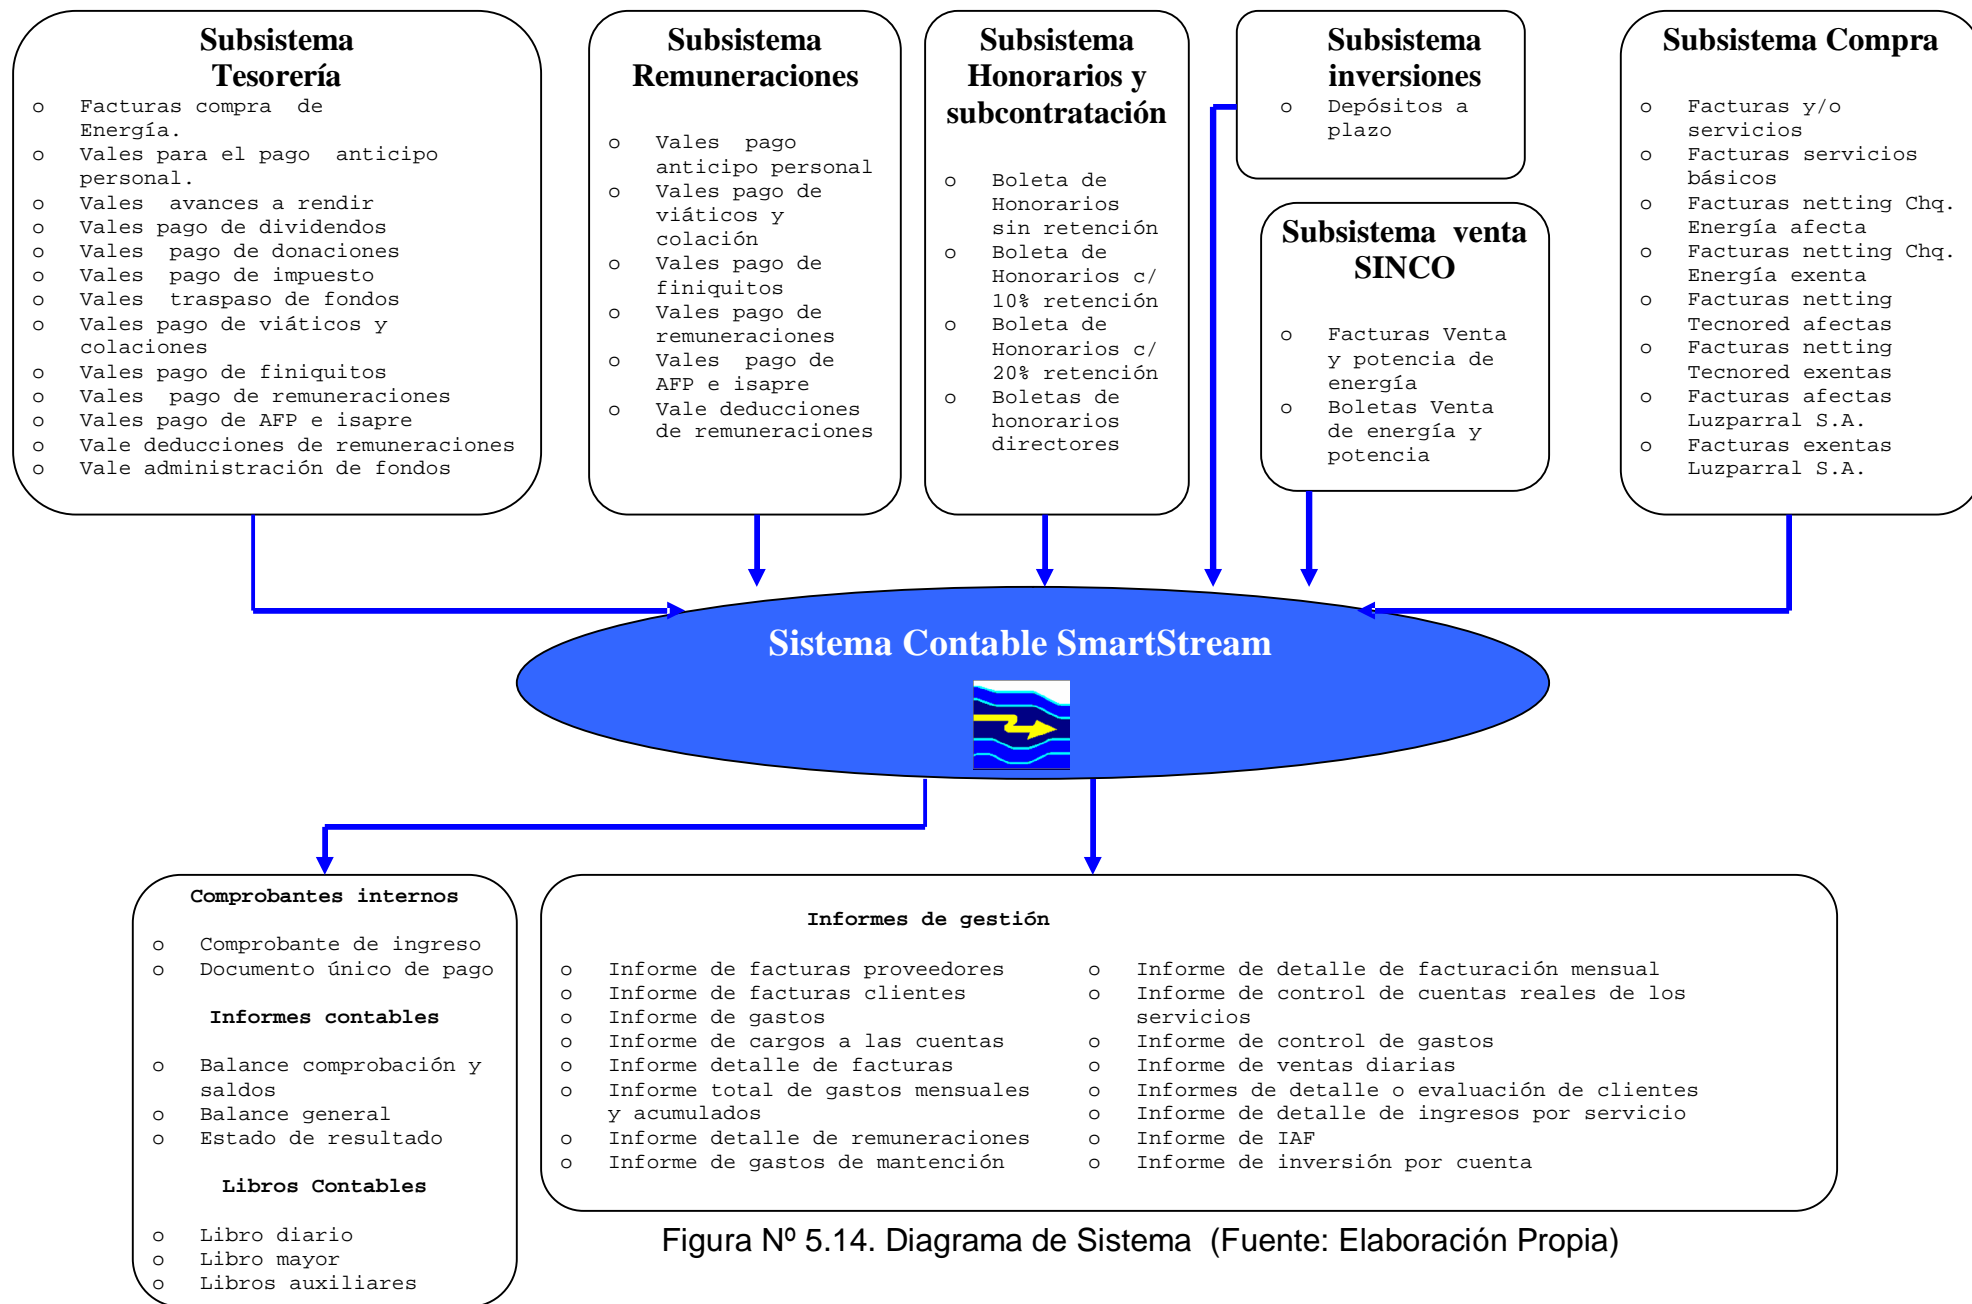 Subsistema
Tesorería
o Facturas compra de
Energía.
o Vales para el pago anticipo
personal.
o Vales avances a rendir
o Vales pago de dividendos
o Vales pago de donaciones
o Vales pago de impuesto
o Vales traspaso de fondos
o Vales pago de viáticos y
colaciones
o Vales pago de finiquitos
o Vales pago de remuneraciones
o Vales pago de AFP e isapre
o Vale deducciones de remuneraciones
o Vale administración de fondos
Subsistema
Remuneraciones
o Vales pago
anticipo personal
o Vales pago de
viáticos y
colación
o Vales pago de
finiquitos
o Vales pago de
remuneraciones
o Vales pago de
AFP e isapre
o Vale deducciones
de remuneraciones
Subsistema
Honorarios y
subcontratación
o Boleta de
Honorarios
sin retención
o Boleta de
Honorarios c/
10% retención
o Boleta de
Honorarios c/
20% retención
o Boletas de
honorarios
directores
Subsistema
inversiones
o Depósitos a
plazo
Subsistema venta
SINCO
o Facturas Venta
y potencia de
energía
o Boletas Venta
de energía y
potencia
Subsistema Compra
o Facturas y/o
servicios
o Facturas servicios
básicos
o Facturas netting Chq.
Energía afecta
o Facturas netting Chq.
Energía exenta
o Facturas netting
Tecnored afectas
o Facturas netting
Tecnored exentas
o Facturas afectas
Luzparral S.A.
o Facturas exentas
Luzparral S.A.
Sistema Contable SmartStream
Comprobantes internos
o Comprobante de ingreso
o Documento único de pago
Informes contables
o Balance comprobación y
saldos
o Balance general
o Estado de resultado
Libros Contables
o Libro diario
o Libro mayor
o Libros auxiliares
Informes de gestión
o Informe de facturas proveedores
o Informe de facturas clientes
o Informe de gastos
o Informe de cargos a las cuentas
o Informe detalle de facturas
o Informe total de gastos mensuales
y acumulados
o Informe detalle de remuneraciones
o Informe de gastos de mantención
o Informe de detalle de facturación mensual
o Informe de control de cuentas reales de los
servicios
o Informe de control de gastos
o Informe de ventas diarias
o Informes de detalle o evaluación de clientes
o Informe de detalle de ingresos por servicio
o Informe de IAF
o Informe de inversión por cuenta
Figura Nº 5.14. Diagrama de Sistema (Fuente: Elaboración Propia)